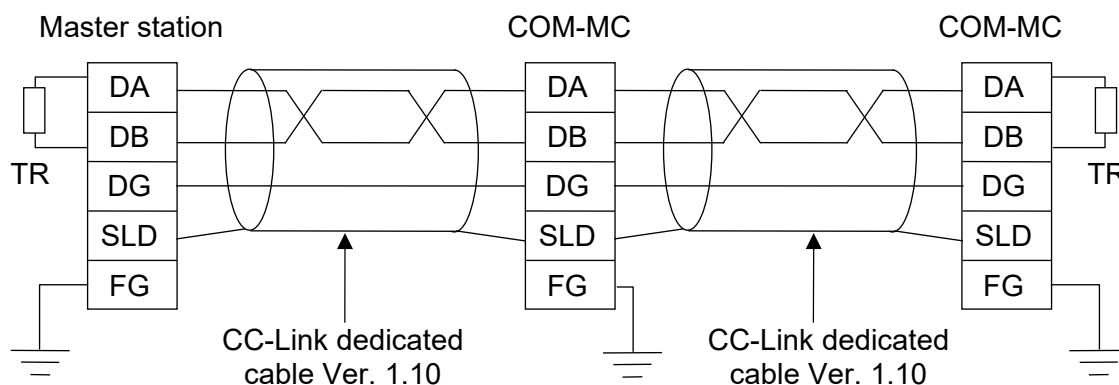 Master station
COM-MC
COM-MC
DA
DB
DG
SLD
FG
TR
DA
DB
DG
SLD
FG
DA
DB
DG
SLD
FG
TR
CC-Link dedicated
cable Ver. 1.10
CC-Link dedicated
cable Ver. 1.10